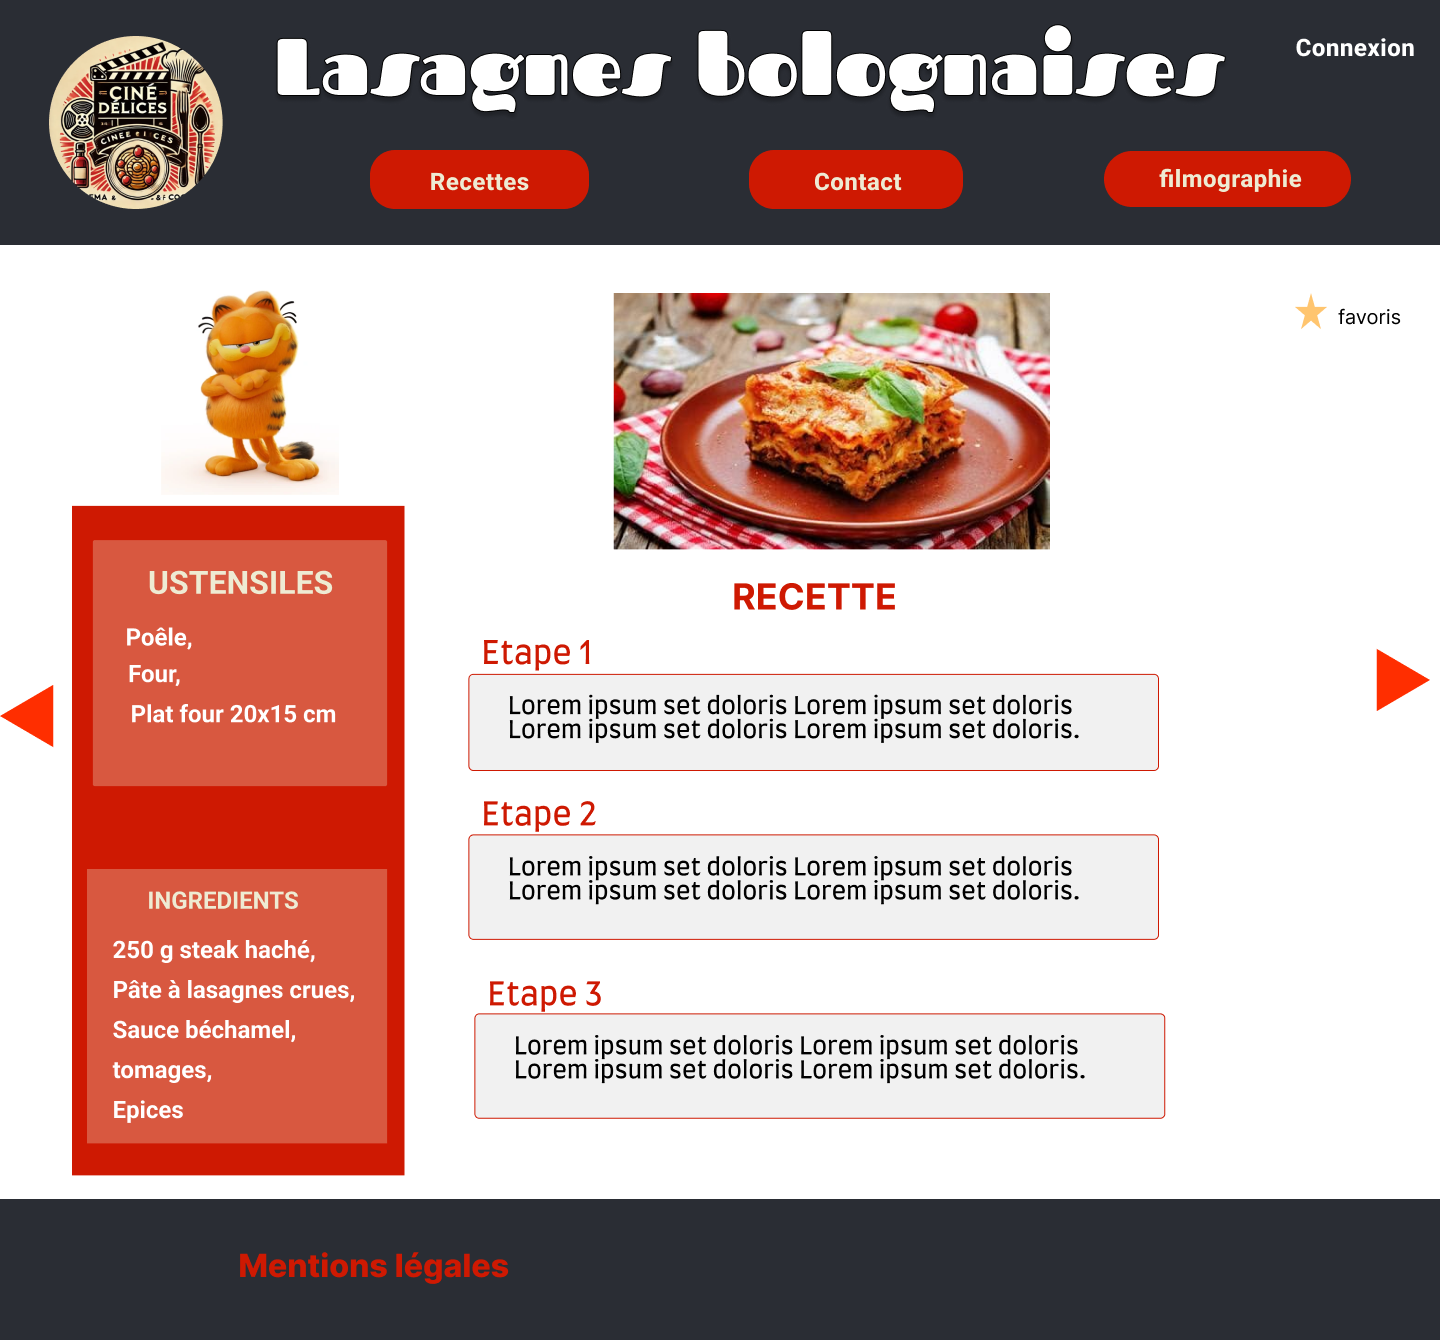 Lasagnes bolognaises
Connexion
CINÉ
DÉLICES
Recettes
Contact
filmographie
favoris
USTENSILES
Poêle,
Four,
Plat four 20x15 cm
INGREDIENTS
250 g steak haché,
Pâte à lasagnes crues,
Sauce béchamel,
tomages,
Epices
RECETTE
Etape 1
Lorem ipsum set doloris Lorem ipsum set doloris
Lorem ipsum set doloris Lorem ipsum set doloris.
Etape 2
Lorem ipsum set doloris Lorem ipsum set doloris
Lorem ipsum set doloris Lorem ipsum set doloris.
Etape 3
Lorem ipsum set doloris Lorem ipsum set doloris
Lorem ipsum set doloris Lorem ipsum set doloris.
Mentions légales